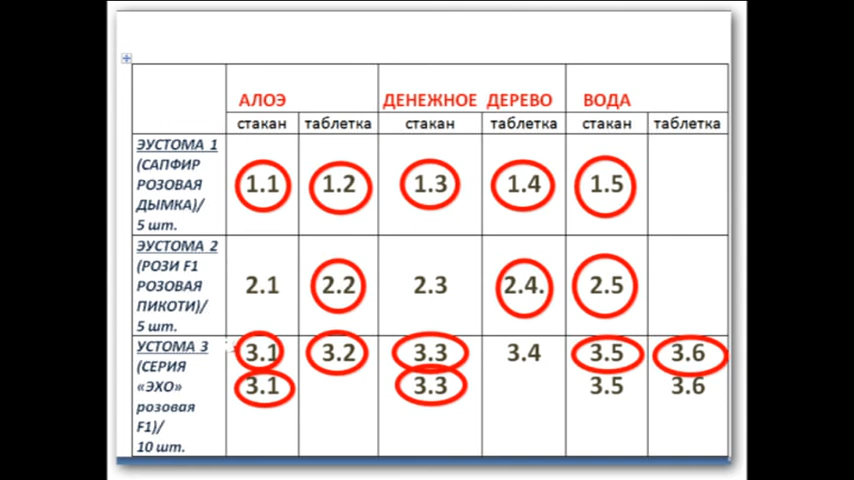 АЛОЭ ДЕНЕЖНОЕ ДЕРЕВО ВОДА
стакан таблетка стакан таблетка стакан таблетка
ЭУСТОМА 1
(САПФИР
РОЗОВАЯ
ДЫМКА)/
5 шт.
1.1 1.2 1.3 1.4 1.5
ЭУСТОМА 2
(РОЗИ F1
РОЗОВАЯ
ПИКОТИ)/
5 шт.
2.1 2.2 2.3 2.4. 2.5
УСТОМА 3
(СЕРИЯ
«ЭХО»
розовая
F1)/
10 шт.
3.1 3.2 3.3 3.4 3.5 3.6
3.1 3.3 3.5 3.6